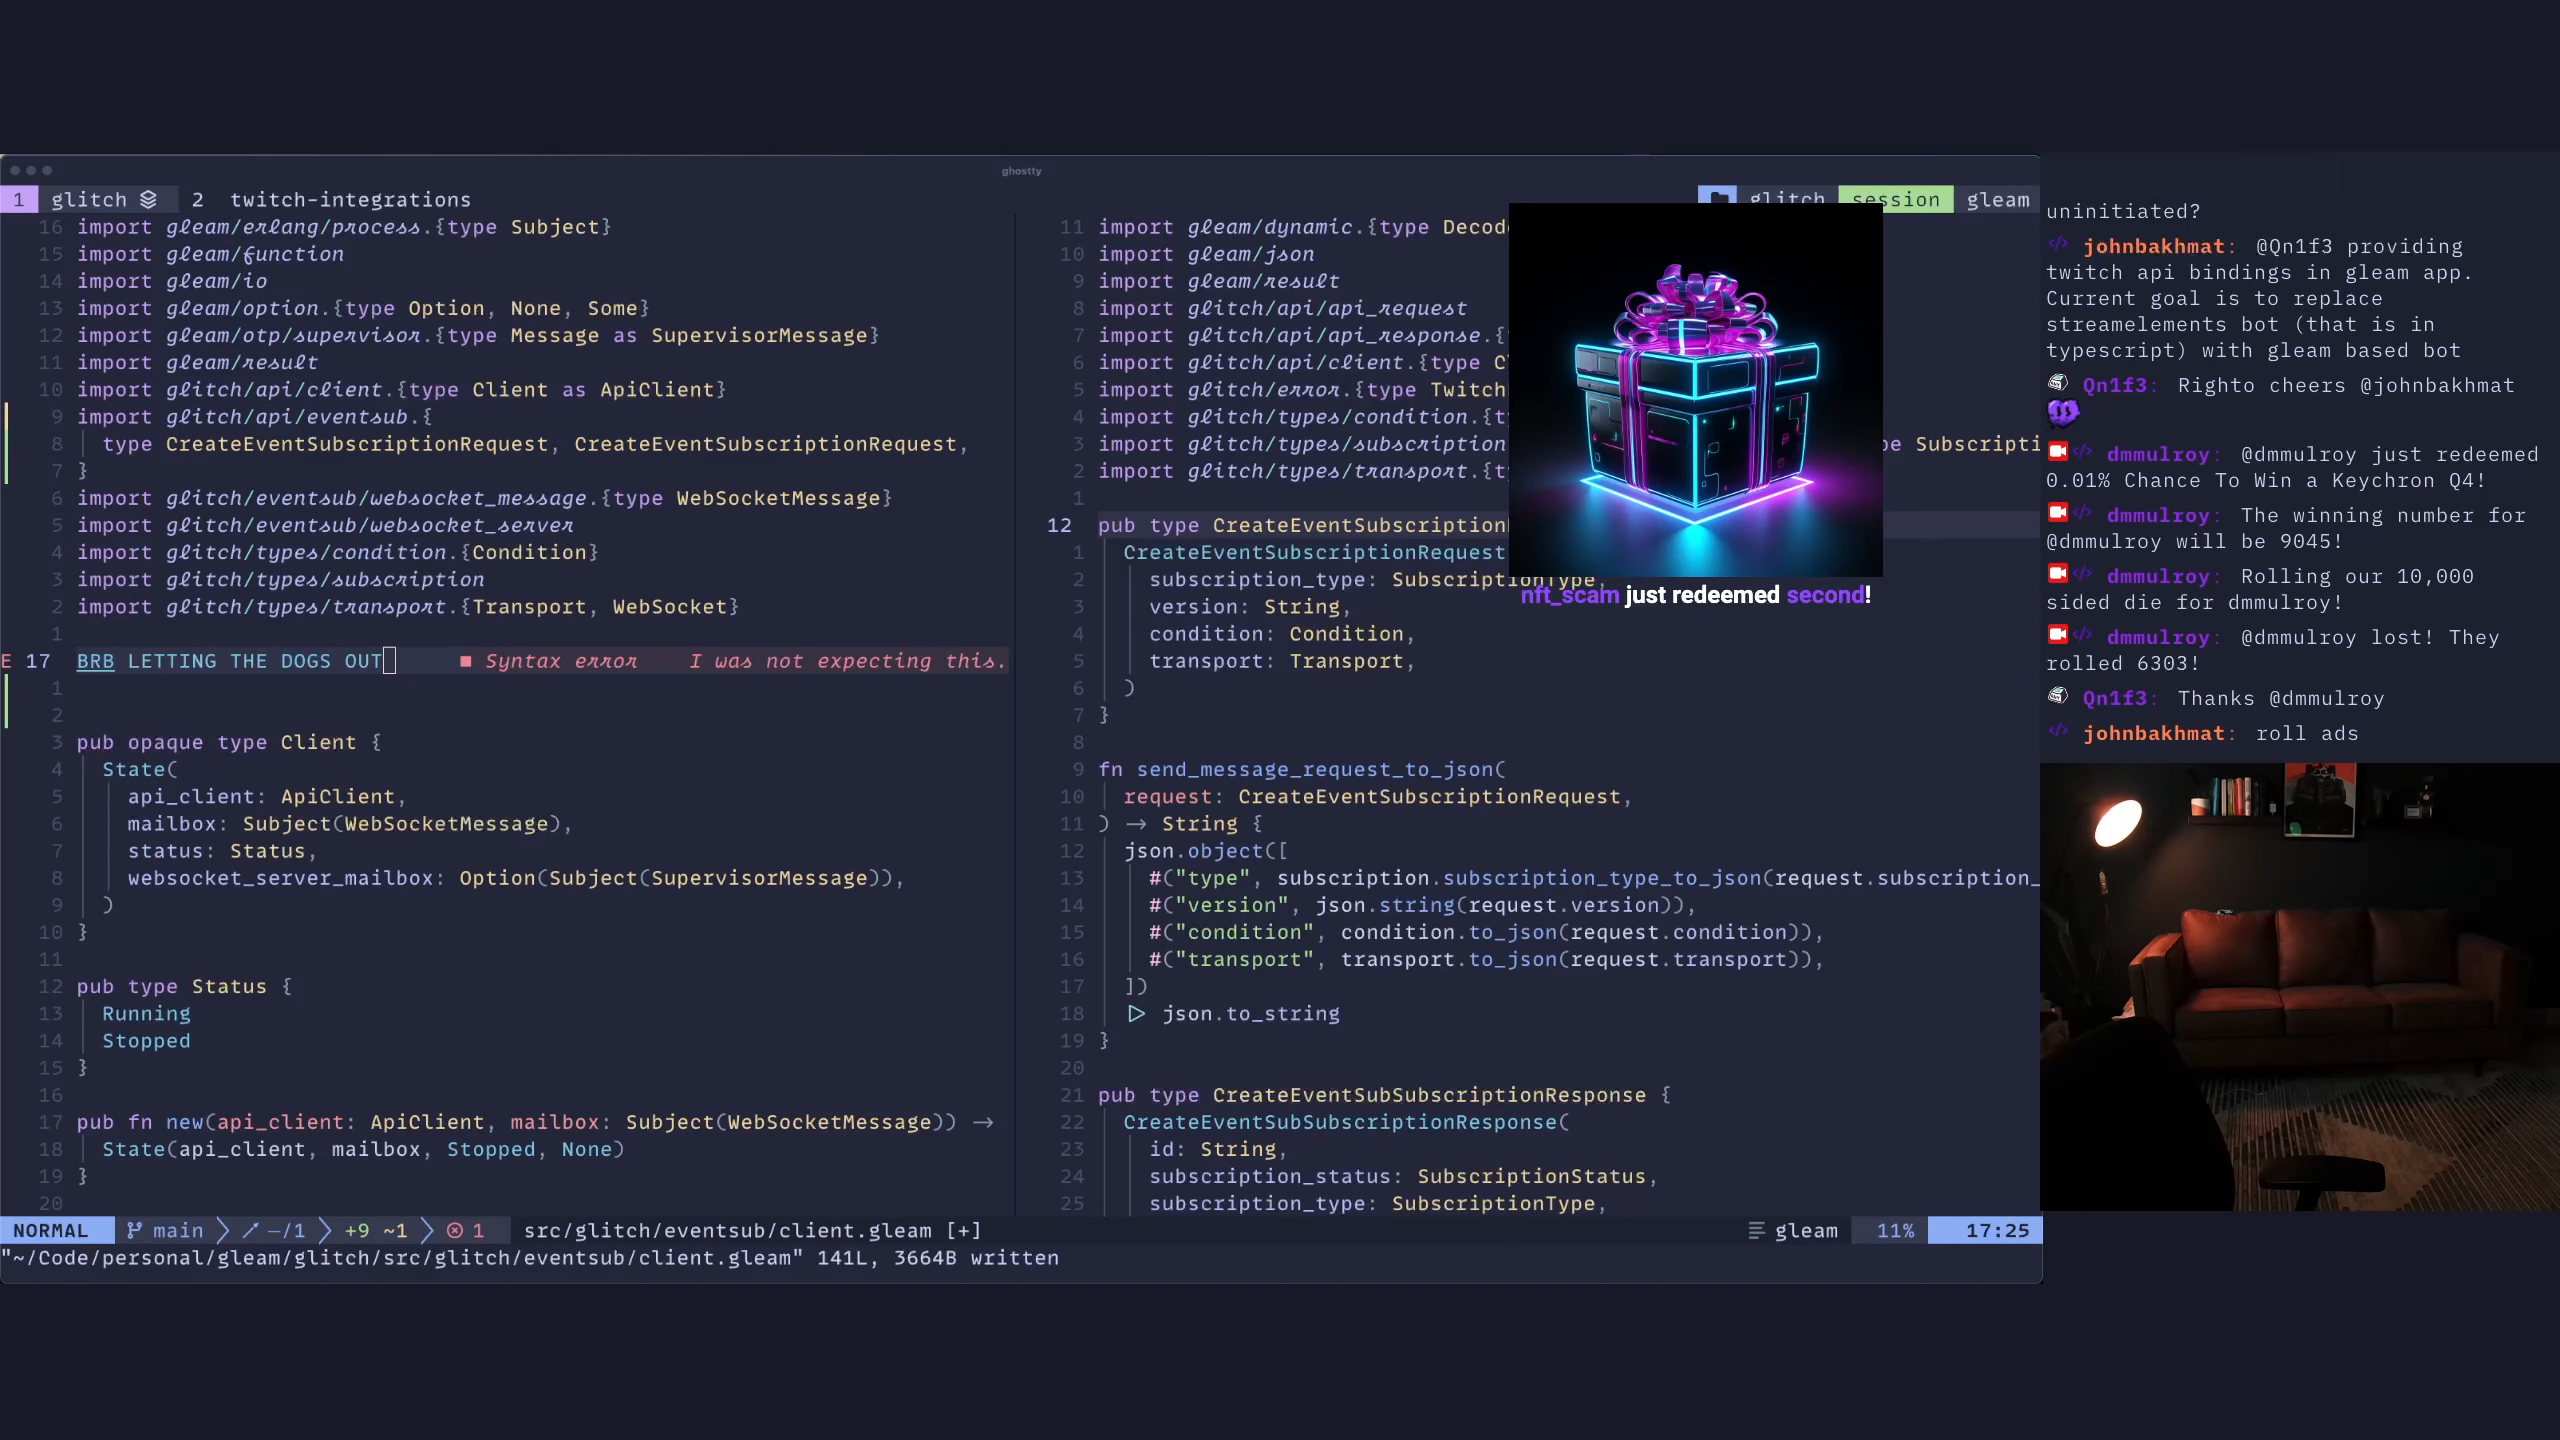 ghostty
1 glitch 2 twitch-integrations
glitch session gleam
16 import gleam/erlang/process.{type Subject}
15 import gleam/function
14 import gleam/io
13 import gleam/option.{type Option, None, Some}
12 import gleam/otp/supervisor.{type Message as SupervisorMessage}
11 import gleam/result
10 import glitch/api/client.{type Client as ApiClient}
9 import glitch/api/eventsub.{
8 type CreateEventSubscriptionRequest, CreateEventSubscriptionRequest,
7 }
6 import glitch/eventsub/websocket_message.{type WebSocketMessage}
5 import glitch/eventsub/websocket_server
4 import glitch/types/condition.{Condition}
3 import glitch/types/subscription
2 import glitch/types/transport.{Transport, WebSocket}
1
E 17 BRB LETTING THE DOGS OUT ■ Syntax error I was not expecting this.
1
2
3 pub opaque type Client {
4 State(
5 api_client: ApiClient,
6 mailbox: Subject(WebSocketMessage),
7 status: Status,
8 websocket_server_mailbox: Option(Subject(SupervisorMessage)),
9 )
10 }
11
12 pub type Status {
13 Running
14 Stopped
15 }
16
17 pub fn new(api_client: ApiClient, mailbox: Subject(WebSocketMessage)) →
18 State(api_client, mailbox, Stopped, None)
19 }
20
11 import gleam/dynamic.{type Decod
10 import gleam/json
9 import gleam/result
8 import glitch/api/api_request
7 import glitch/api/api_response.{
6 import glitch/api/client.{type C
5 import glitch/error.{type Twitch
4 import glitch/types/condition.{t
3 import glitch/types/subscription pe Subscripti
2 import glitch/types/transport.{t
1
12 pub type CreateEventSubscription
1 CreateEventSubscriptionRequest
2 subscription_type: SubscriptionType,
3 version: String,
4 condition: Condition,
5 transport: Transport,
6 )
7 }
8
9 fn send_message_request_to_json(
10 request: CreateEventSubscriptionRequest,
11 ) → String {
12 json.object([
13 #("type", subscription.subscription_type_to_json(request.subscription_
14 #("version", json.string(request.version)),
15 #("condition", condition.to_json(request.condition)),
16 #("transport", transport.to_json(request.transport)),
17 ])
18 ▷ json.to_string
19 }
20
21 pub type CreateEventSubSubscriptionResponse {
22 CreateEventSubSubscriptionResponse(
23 id: String,
24 subscription_status: SubscriptionStatus,
25 subscription_type: SubscriptionType,
nft_scam just redeemed second!
NORMAL main −/1 +9 ~1 1 src/glitch/eventsub/client.gleam [+] gleam 11% 17:25
"~/Code/personal/gleam/glitch/src/glitch/eventsub/client.gleam" 141L, 3664B written
uninitiated?
johnbakhmat: @Qn1f3 providing
twitch api bindings in gleam app.
Current goal is to replace
streamelements bot (that is in
typescript) with gleam based bot
Qn1f3: Righto cheers @johnbakhmat
dmmulroy: @dmmulroy just redeemed
0.01% Chance To Win a Keychron Q4!
dmmulroy: The winning number for
@dmmulroy will be 9045!
dmmulroy: Rolling our 10,000
sided die for dmmulroy!
dmmulroy: @dmmulroy lost! They
rolled 6303!
Qn1f3: Thanks @dmmulroy
johnbakhmat: roll ads